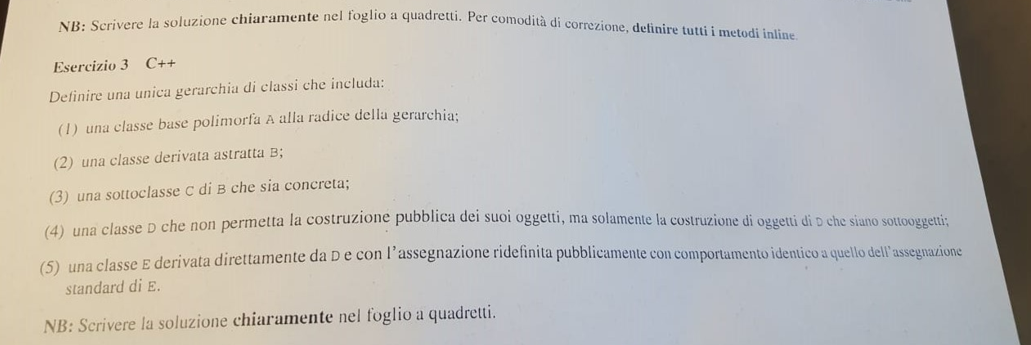 NB: Scrivere la soluzione chiaramente nel foglio a quadretti. Per comodità di correzione, definire tutti i metodi inline.
Esercizio 3 C++
Definire una unica gerarchia di classi che includa:
(1) una classe base polimorfa A alla radice della gerarchia;
(2) una classe derivata astratta B;
(3) una sottoclasse C di B che sia concreta;
(4) una classe D che non permetta la costruzione pubblica dei suoi oggetti, ma solamente la costruzione di oggetti di D che siano sottooggetti;
(5) una classe E derivata direttamente da D e con l'assegnazione ridefinita pubblicamente con comportamento identico a quello dell'assegnazione
standard di E.
NB: Scrivere la soluzione chiaramente nel foglio a quadretti.